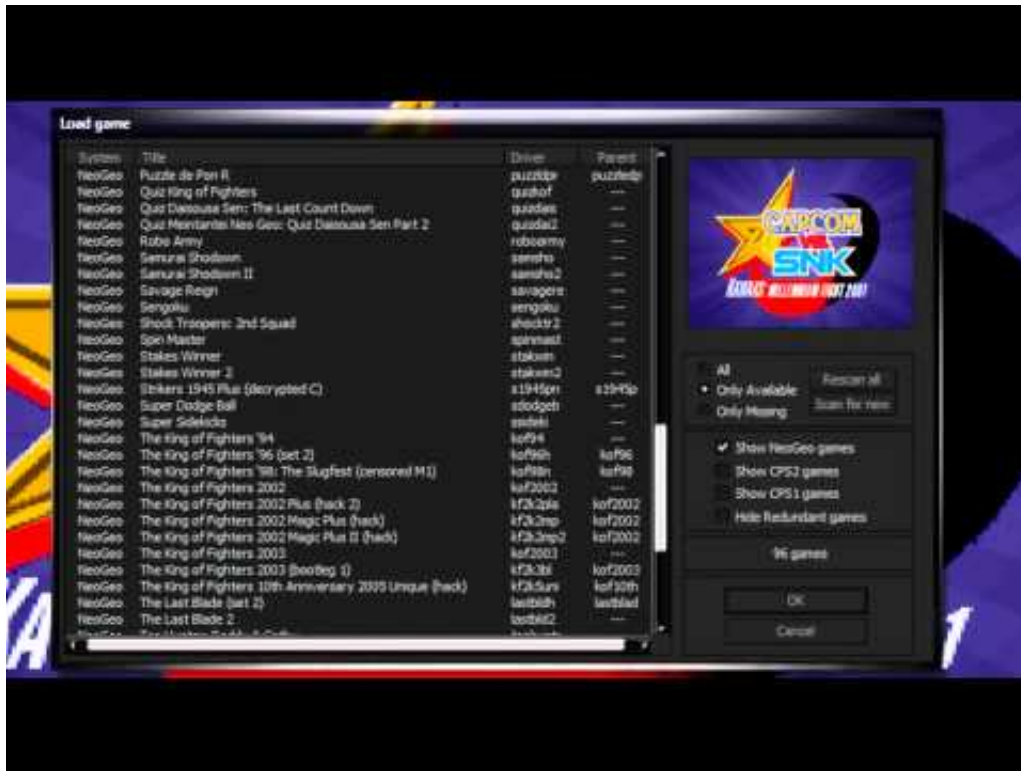 Load game
System Title Driver Parent
NeoGeo Puzzle de Pon R puzzldpr puzzledp
NeoGeo Quiz King of Fighters quizkof ---
NeoGeo Quiz Daisousa Sen: The Last Count Down quizdais ---
NeoGeo Quiz Meintantei Neo Geo: Quiz Daisousa Sen Part 2 quizdai2 ---
NeoGeo Robo Army roboarmy ---
NeoGeo Samurai Shodown samsho ---
NeoGeo Samurai Shodown II samsho2 ---
NeoGeo Savage Reign savagere ---
NeoGeo Sengoku sengoku ---
NeoGeo Shock Troopers: 2nd Squad shocktr2 ---
NeoGeo Spin Master spinmast ---
NeoGeo Stakes Winner stakwin ---
NeoGeo Stakes Winner 2 stakwin2 ---
NeoGeo Strikers 1945 Plus (decrypted C) s1945pn s1945p
NeoGeo Super Dodge Ball sdodgeb ---
NeoGeo Super Sidekicks ssideki ---
NeoGeo The King of Fighters '94 kof94 ---
NeoGeo The King of Fighters '96 (set 2) kof96h kof96
NeoGeo The King of Fighters '98: The Slugfest (censored M1) kof98n kof98
NeoGeo The King of Fighters 2002 kof2002 ---
NeoGeo The King of Fighters 2002 Plus (hack 2) kf2k2pla kof2002
NeoGeo The King of Fighters 2002 Magic Plus (hack) kf2k2mp kof2002
NeoGeo The King of Fighters 2002 Magic Plus II (hack) kf2k2mp2 kof2002
NeoGeo The King of Fighters 2003 kof2003 ---
NeoGeo The King of Fighters 2003 (bootleg 1) kf2k3bl kof2003
NeoGeo The King of Fighters 10th Anniversary 2005 Unique (hack) kf2k5uni kof10th
NeoGeo The Last Blade (set 2) lastbldh lastblad
NeoGeo The Last Blade 2 lastbld2 ---
CAPCOM
SNK
MILLENNIUM FIGHT 2001
All
Only Available
Only Missing
Rescan all
Scan for new
Show NeoGeo games
Show CPS2 games
Show CPS1 games
Hide Redundant games
96 games
OK
Cancel